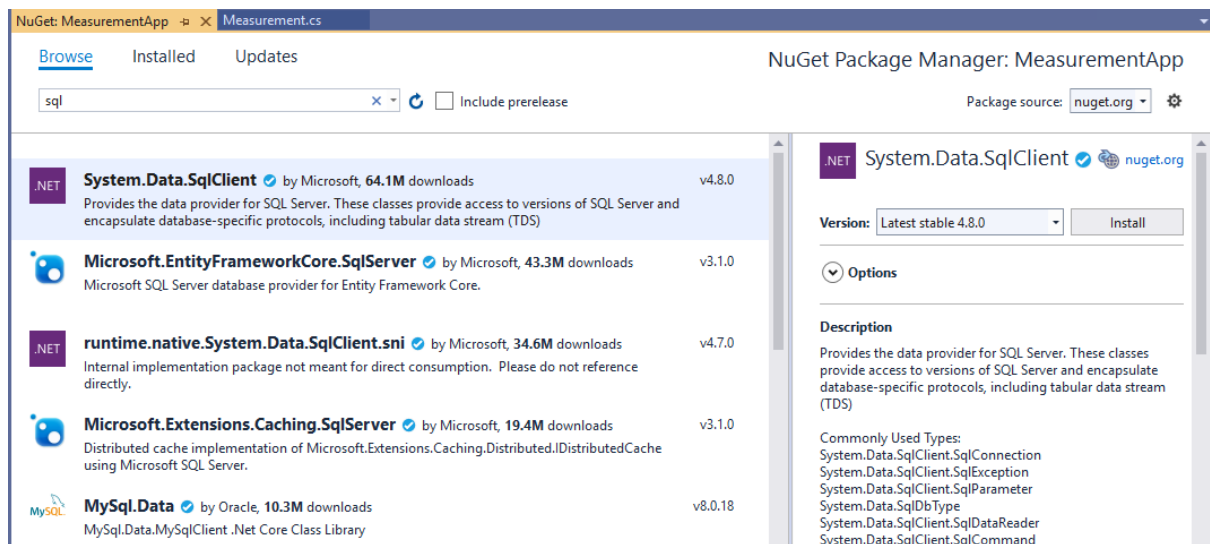 NuGet: MeasurementApp
Measurement.cs
Browse Installed Updates
NuGet Package Manager: MeasurementApp
sql
Include prerelease
Package source: nuget.org
.NET
System.Data.SqlClient by Microsoft, 64.1M downloads v4.8.0
Provides the data provider for SQL Server. These classes provide access to versions of SQL Server and
encapsulate database-specific protocols, including tabular data stream (TDS)
Microsoft.EntityFrameworkCore.SqlServer by Microsoft, 43.3M downloads v3.1.0
Microsoft SQL Server database provider for Entity Framework Core.
.NET
runtime.native.System.Data.SqlClient.sni by Microsoft, 34.6M downloads v4.7.0
Internal implementation package not meant for direct consumption. Please do not reference
directly.
Microsoft.Extensions.Caching.SqlServer by Microsoft, 19.4M downloads v3.1.0
Distributed cache implementation of Microsoft.Extensions.Caching.Distributed.IDistributedCache
using Microsoft SQL Server.
MySQL
MySql.Data by Oracle, 10.3M downloads v8.0.18
MySql.Data.MySqlClient .Net Core Class Library
.NET
System.Data.SqlClient nuget.org
Version: Latest stable 4.8.0 Install
Options
Description
Provides the data provider for SQL Server. These classes
provide access to versions of SQL Server and encapsulate
database-specific protocols, including tabular data stream
(TDS)
Commonly Used Types:
System.Data.SqlClient.SqlConnection
System.Data.SqlClient.SqlException
System.Data.SqlClient.SqlParameter
System.Data.SqlDbType
System.Data.SqlClient.SqlDataReader
System.Data.SqlClient.SqlCommand